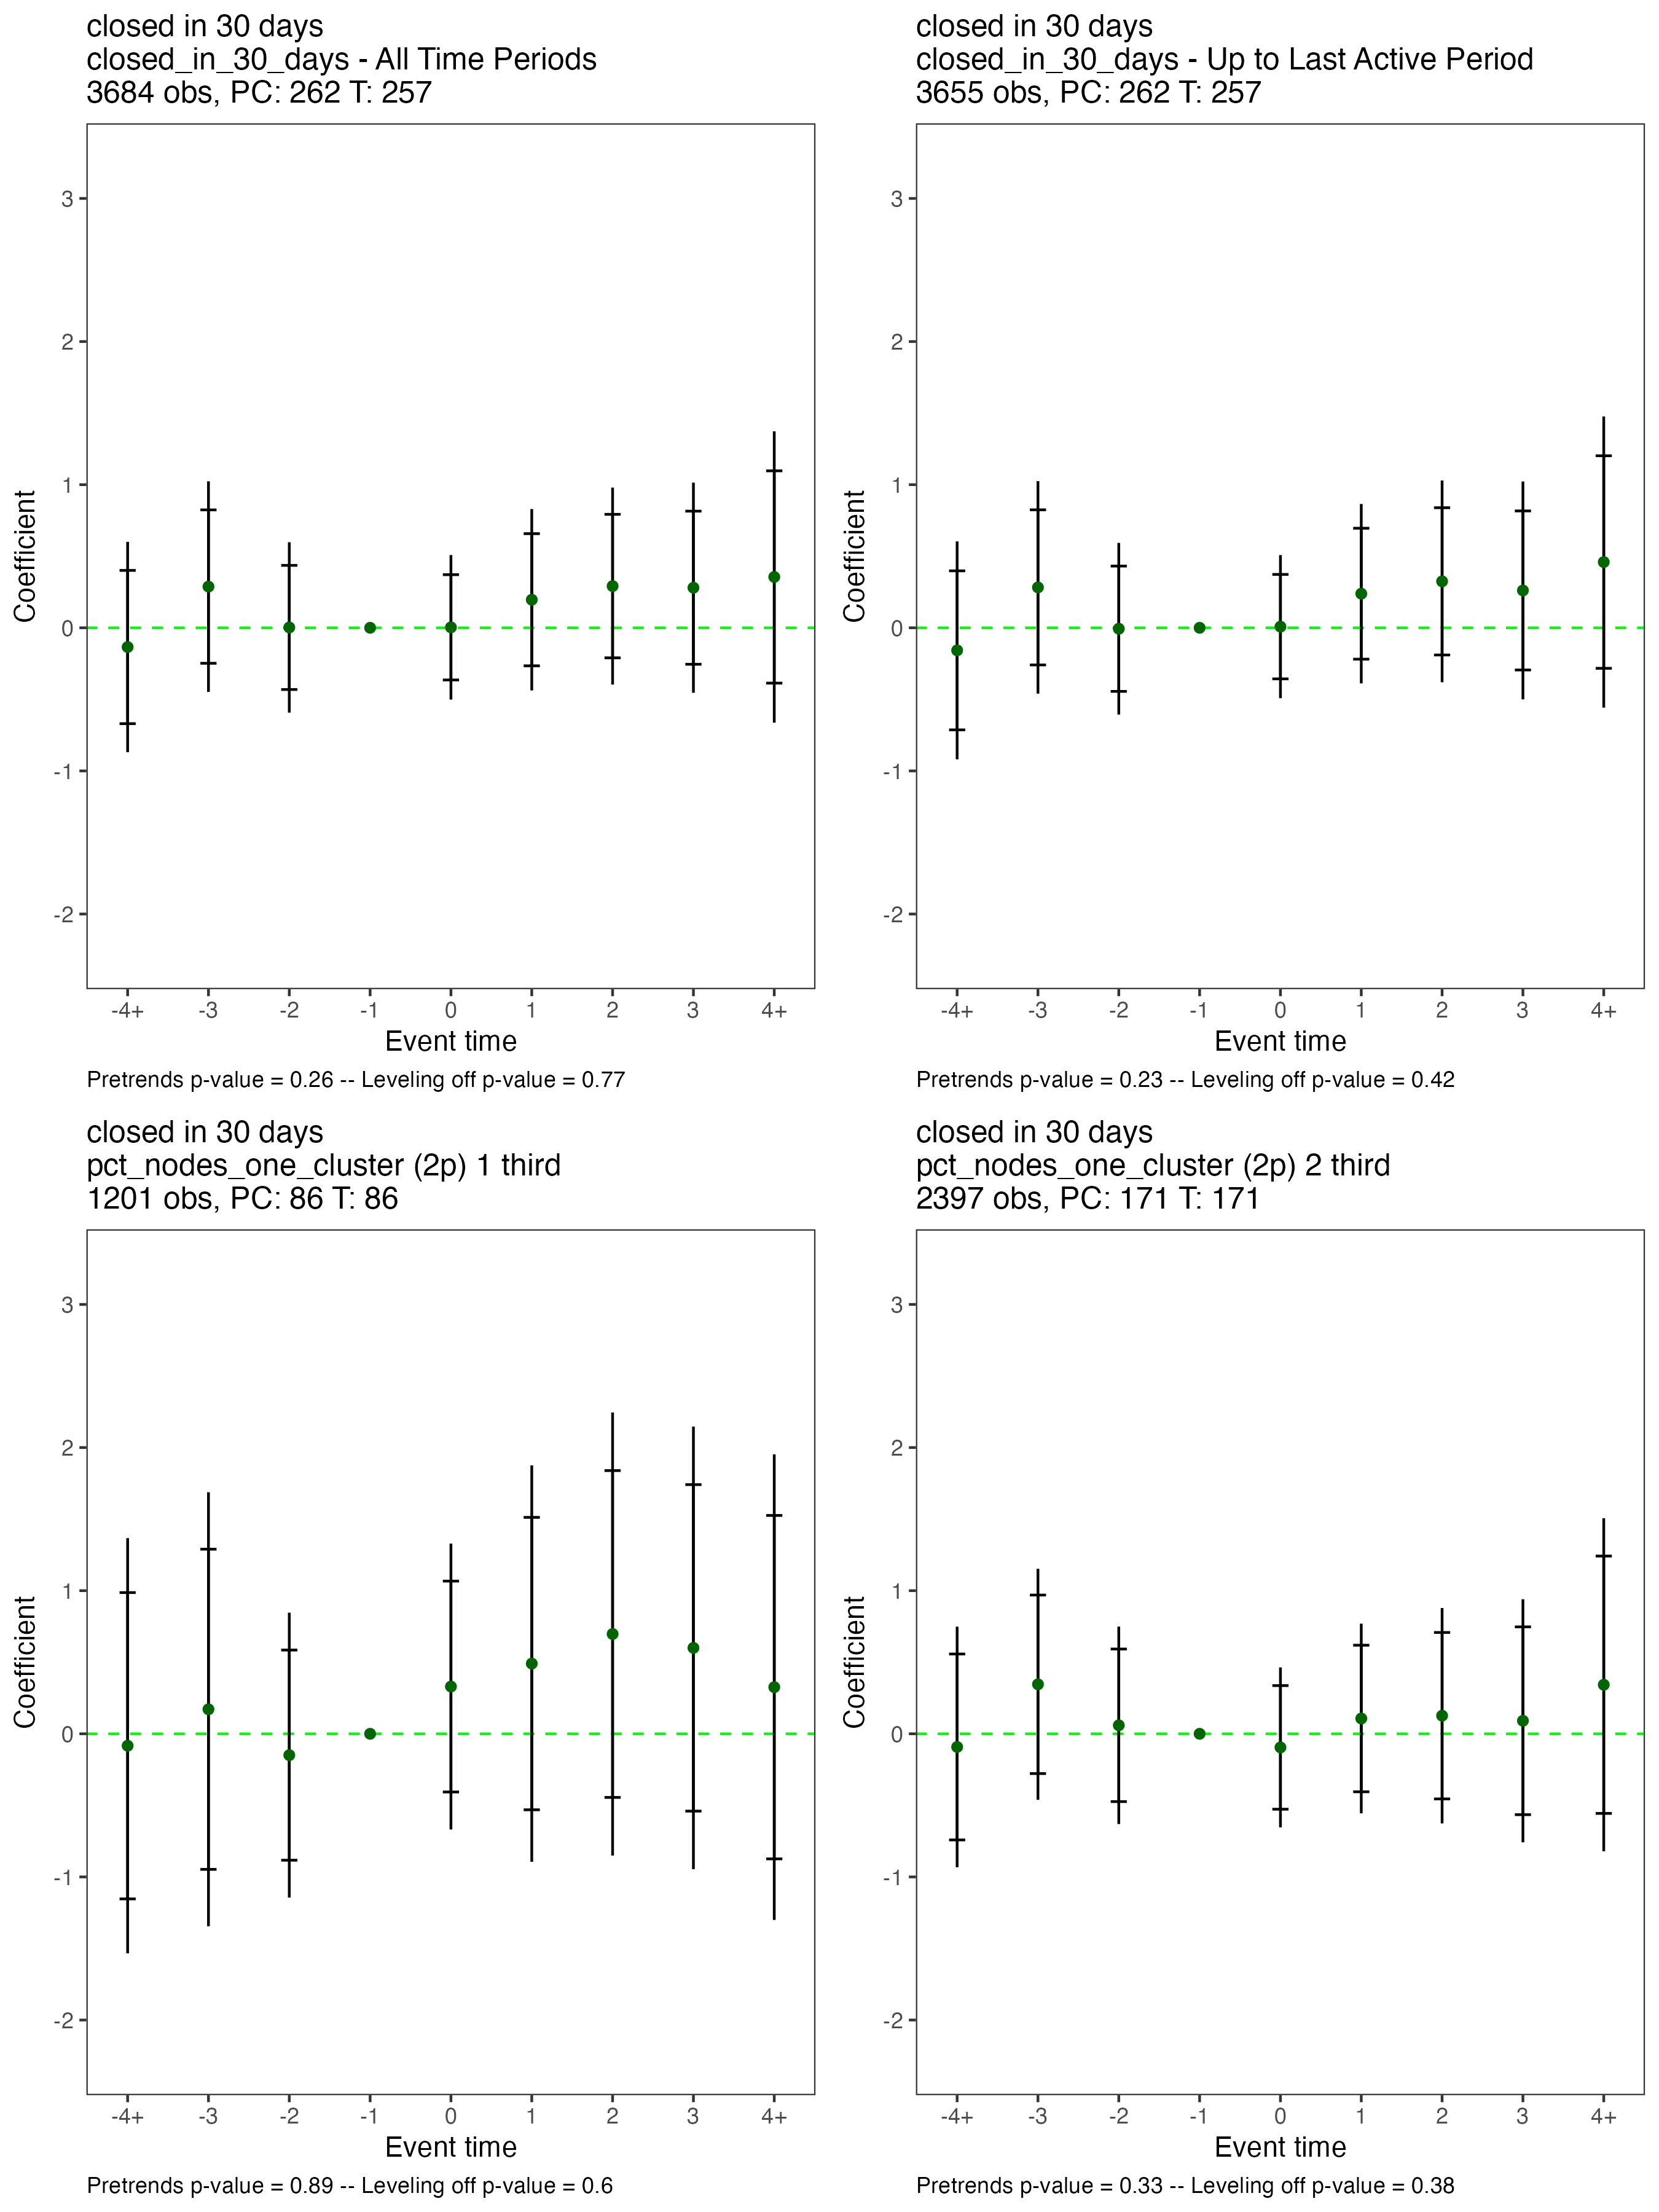 closed in 30 days
closed_in_30_days - All Time Periods
3684 obs, PC: 262 T: 257
3
2
1
0
-1
-2
Coefficient
-4+ -3 -2 -1 0 1 2 3 4+
Event time
Pretrends p-value = 0.26 -- Leveling off p-value = 0.77
closed in 30 days
closed_in_30_days - Up to Last Active Period
3655 obs, PC: 262 T: 257
3
2
1
0
-1
-2
Coefficient
-4+ -3 -2 -1 0 1 2 3 4+
Event time
Pretrends p-value = 0.23 -- Leveling off p-value = 0.42
closed in 30 days
pct_nodes_one_cluster (2p) 1 third
1201 obs, PC: 86 T: 86
3
2
1
0
-1
-2
Coefficient
-4+ -3 -2 -1 0 1 2 3 4+
Event time
Pretrends p-value = 0.89 -- Leveling off p-value = 0.6
closed in 30 days
pct_nodes_one_cluster (2p) 2 third
2397 obs, PC: 171 T: 171
3
2
1
0
-1
-2
Coefficient
-4+ -3 -2 -1 0 1 2 3 4+
Event time
Pretrends p-value = 0.33 -- Leveling off p-value = 0.38